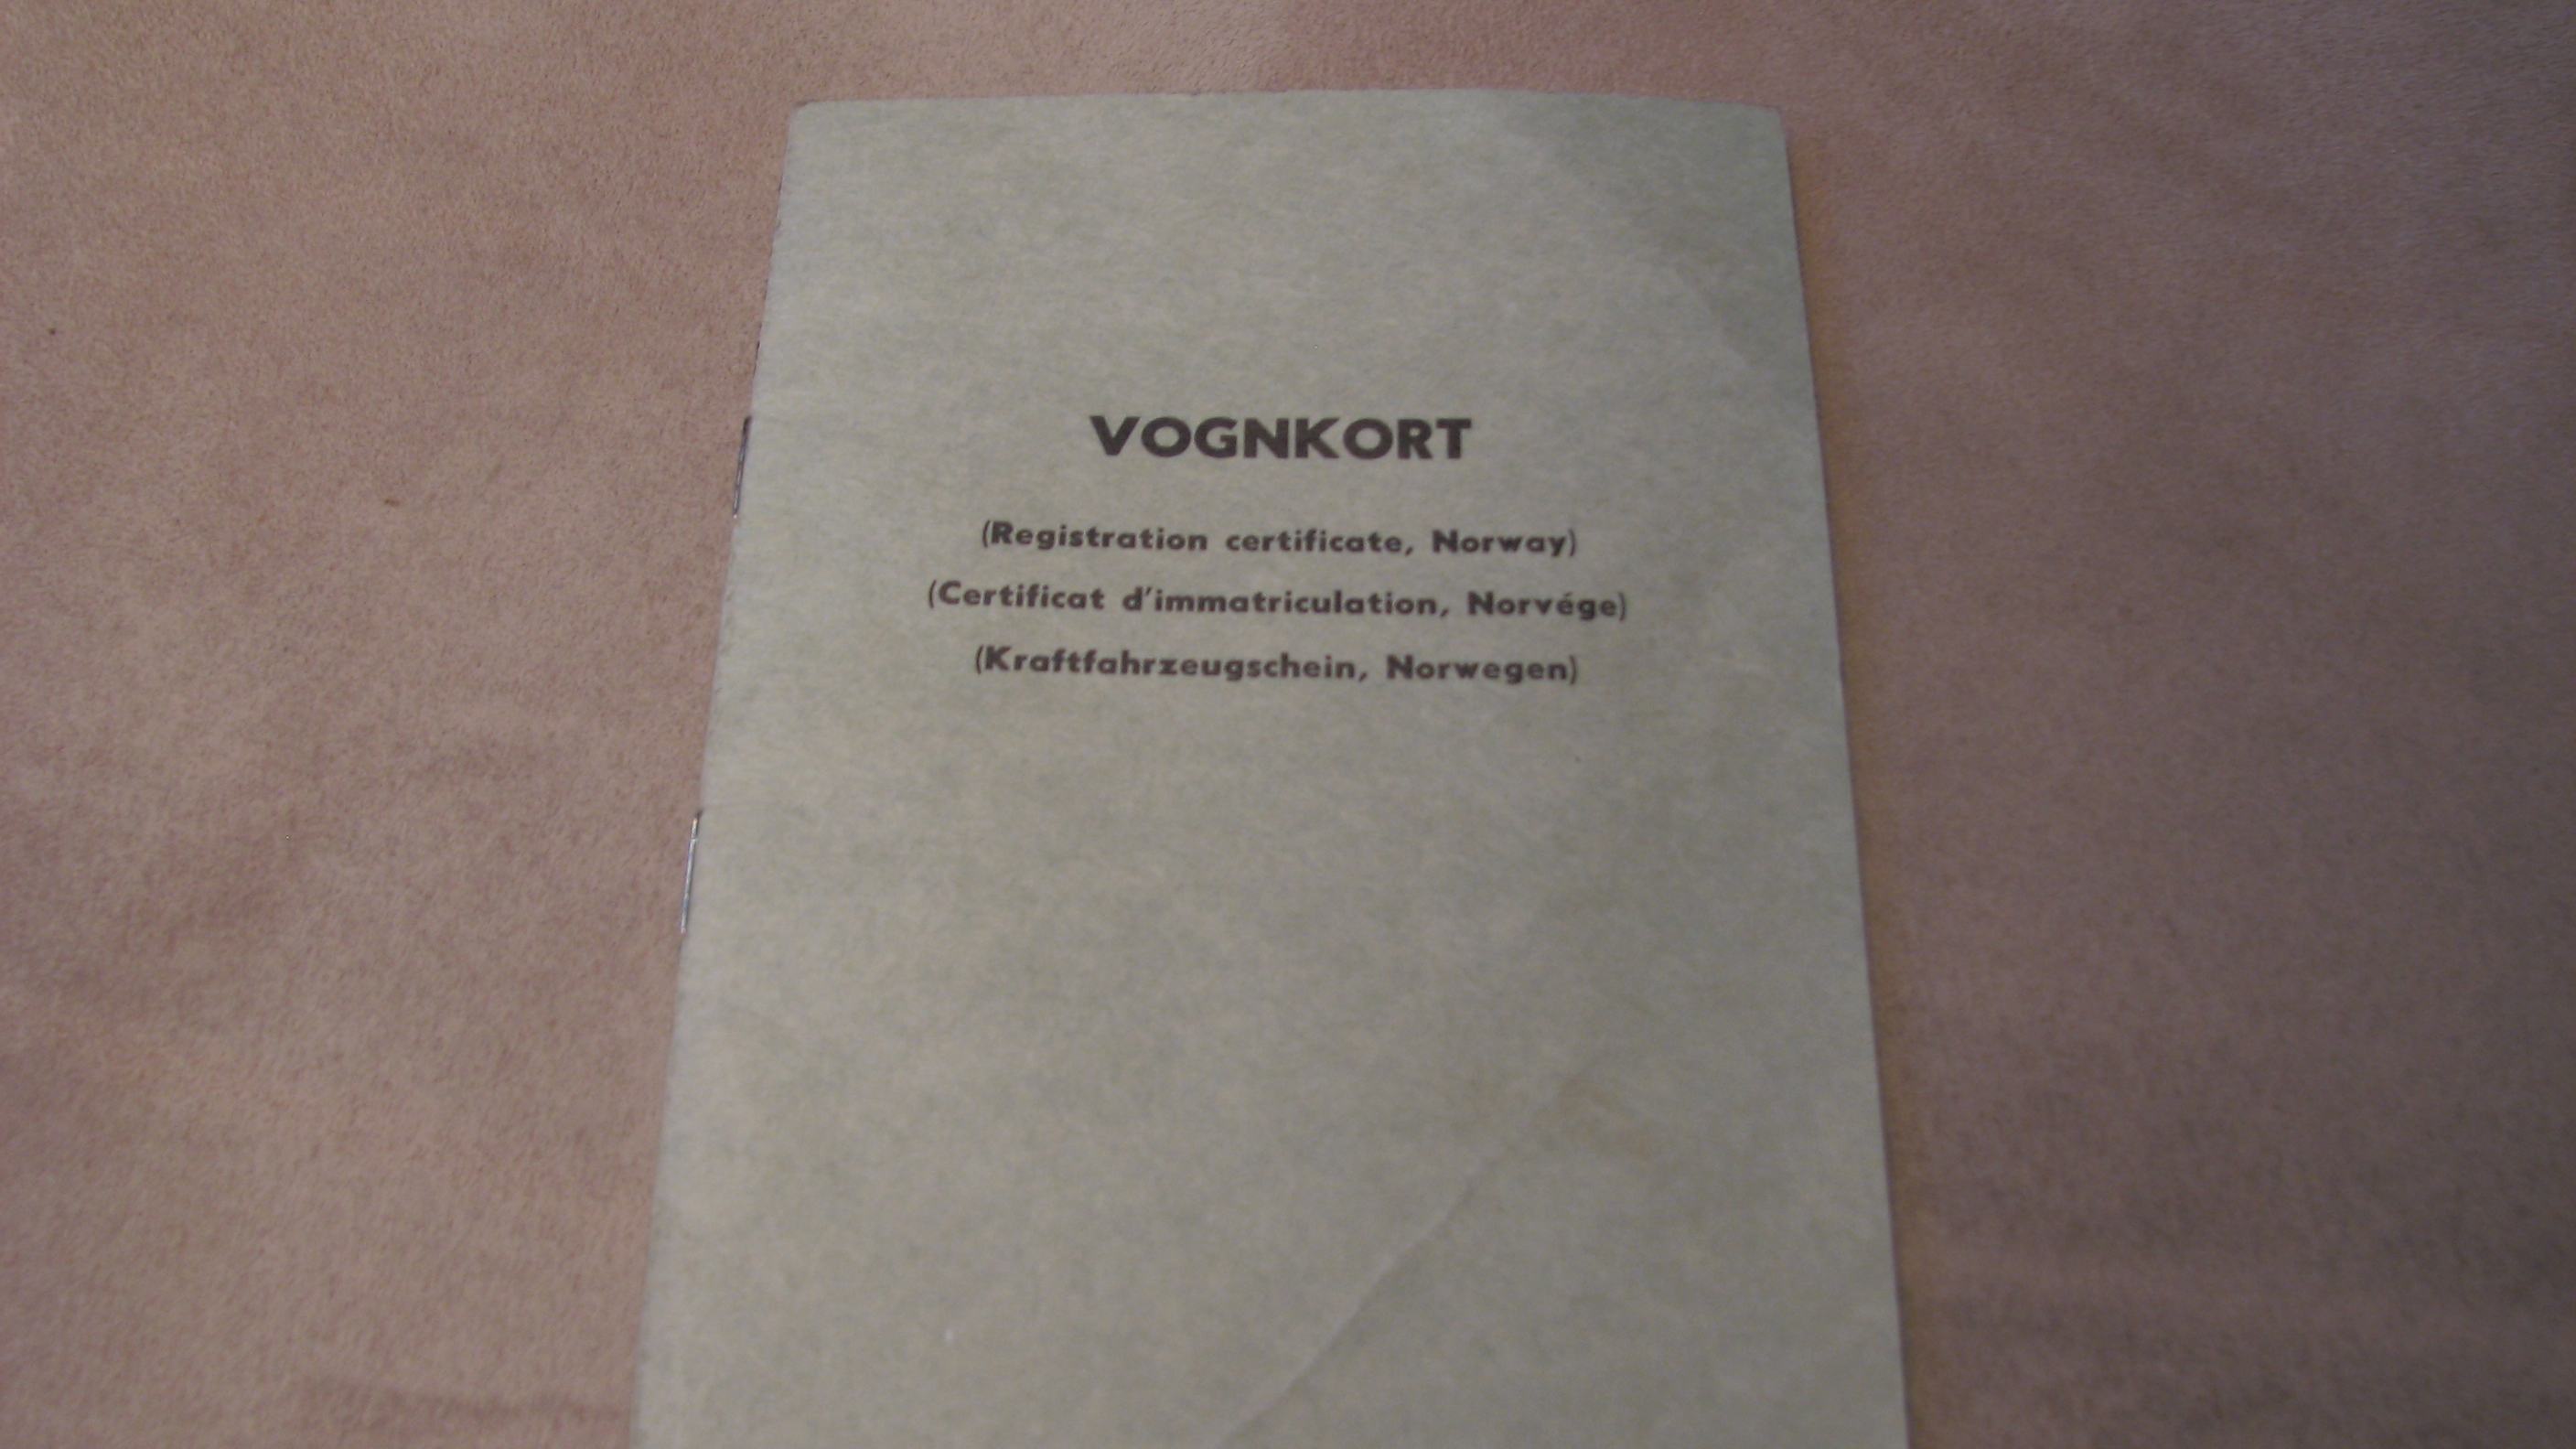 VOGNKORT
(Registration certificate, Norway)
(Certificat d'immatriculation, Norvége)
(Kraftfahrzeugschein, Norwegen)